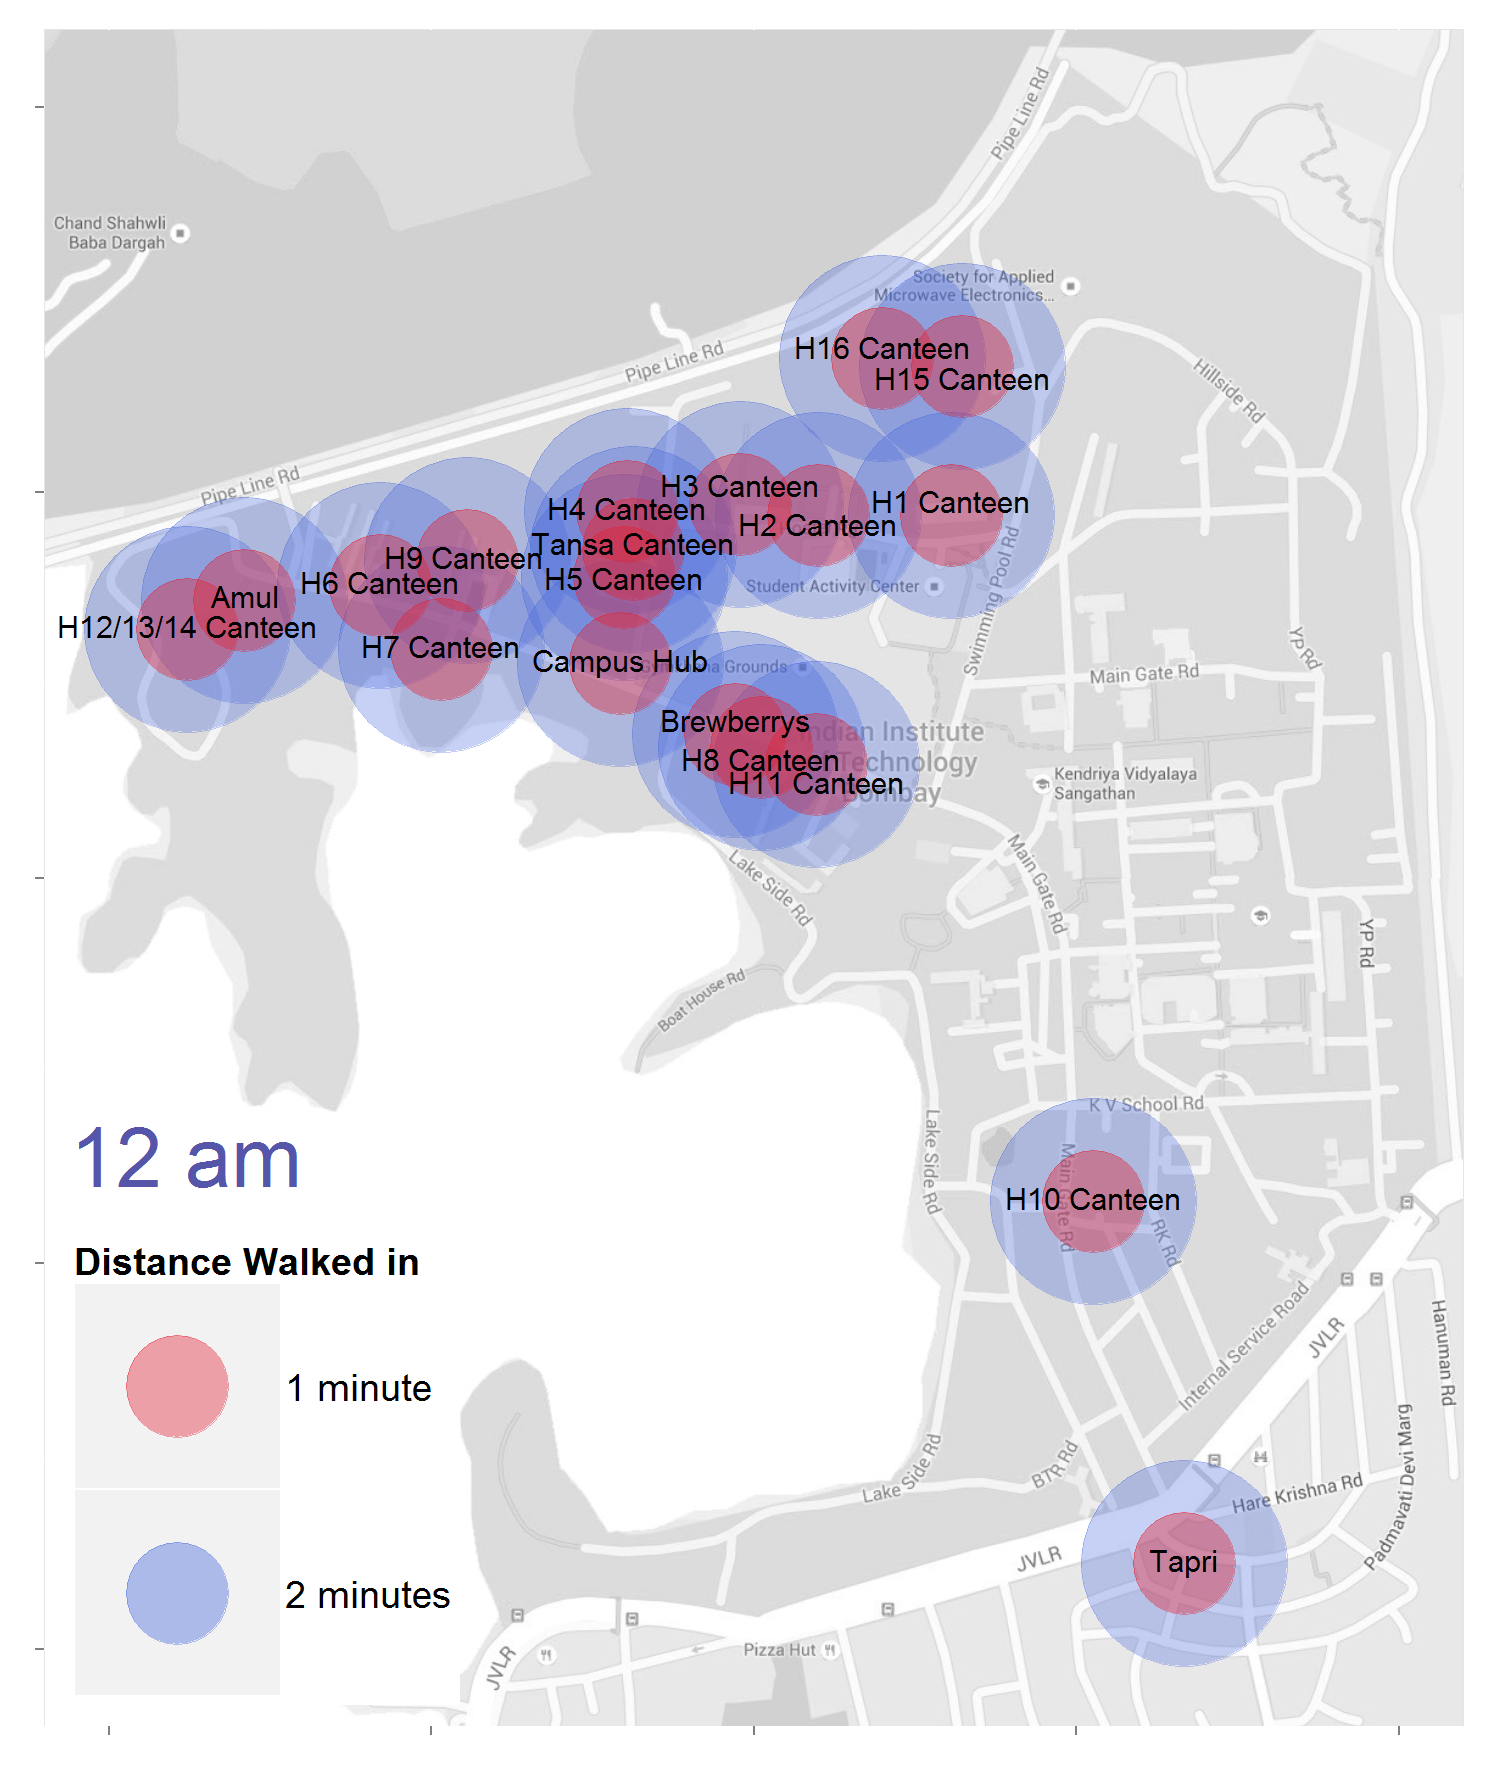 Pipe Line Rd
Chand Shahwli
Baba Dargah
Society for Applied
Microwave Electronics...
H16 Canteen
Pipe Line Rd
H15 Canteen
Hillside Rd
Pipe Line Rd
H3 Canteen
H1 Canteen
H4 Canteen
H2 Canteen
Tansa Canteen
H9 Canteen
H5 Canteen
H6 Canteen
Student Activity Center
Swimming Pool Rd
Amul
H12/13/14 Canteen
H7 Canteen
YP Rd
Campus Hub
Grounds
Main Gate Rd
Brewberrys
Indian Institute
of Technology
Bombay
H8 Canteen
H11 Canteen
Kendriya Vidyalaya
Sangathan
Lake Side Rd
Main Gate Rd
YP Rd
Boat House Rd
K V School Rd
12 am
Lake Side Rd
Main Gate Rd
H10 Canteen
RK Rd
Distance Walked in
1 minute
2 minutes
Internal Service Road
JVLR
Hanuman Rd
Padmavati Devi Marg
Lake Side Rd
BTR Rd
Hare Krishna Rd
JVLR
Tapri
Pizza Hut
JVLR